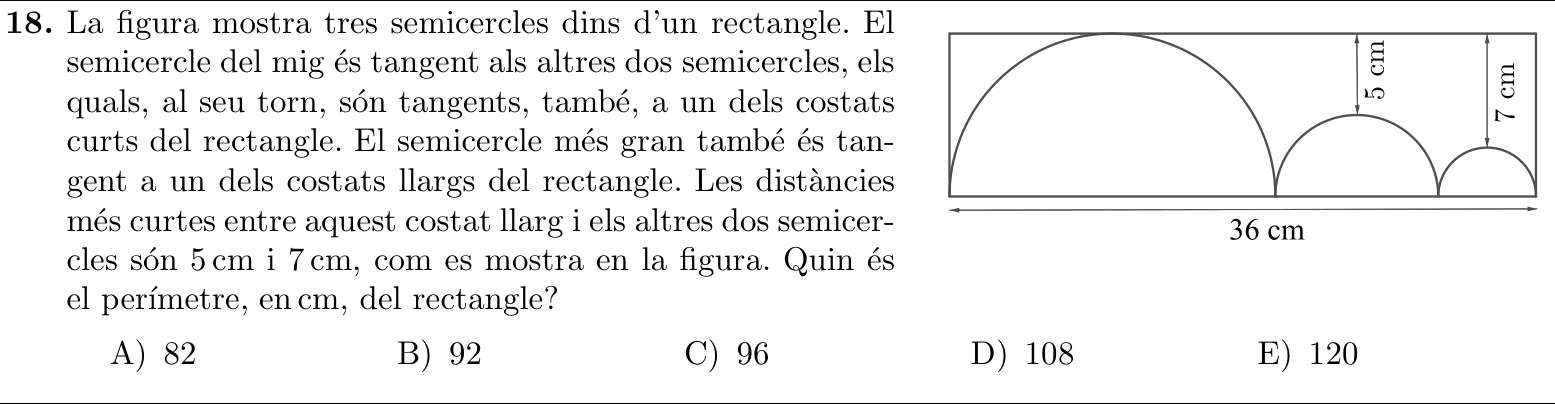 18. La figura mostra tres semicercles dins d'un rectangle. El
semicercle del mig és tangent als altres dos semicercles, els
quals, al seu torn, són tangents, també, a un dels costats
curts del rectangle. El semicercle més gran també és tan-
gent a un dels costats llargs del rectangle. Les distàncies
més curtes entre aquest costat llarg i els altres dos semicer-
cles són 5 cm i 7 cm, com es mostra en la figura. Quin és
el perímetre, en cm, del rectangle?
5 cm
7 cm
36 cm
A) 82 B) 92 C) 96 D) 108 E) 120